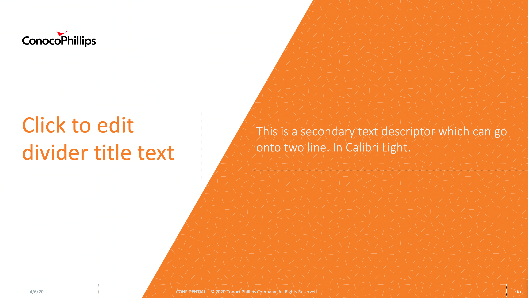 ConocoPhillips
Click to edit
divider title text
This is a secondary text descriptor which can go
onto two line. In Calibri Light.